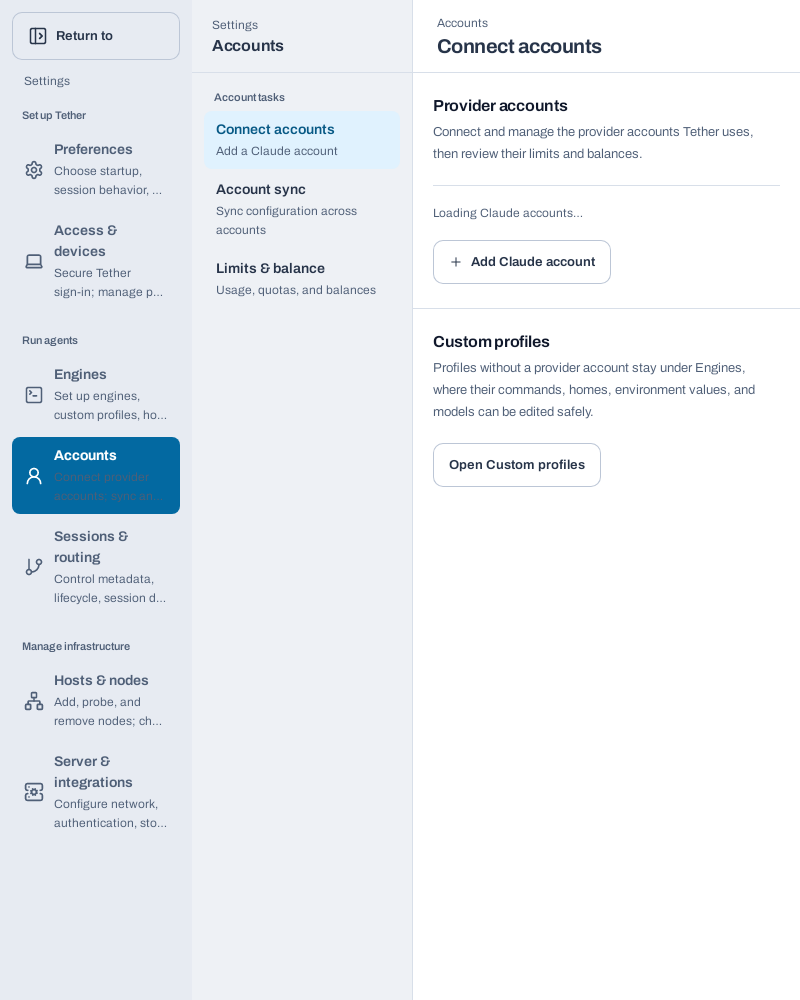 Return to
Settings
Set up Tether
Preferences
Choose startup,
session behavior, ...
Access &
devices
Secure Tether
sign-in; manage p...
Run agents
Engines
Set up engines,
custom profiles, ho...
Accounts
Connect provider
accounts; sync an...
Sessions &
routing
Control metadata,
lifecycle, session d...
Manage infrastructure
Hosts & nodes
Add, probe, and
remove nodes; ch...
Server &
integrations
Configure network,
authentication, sto...
Settings
Accounts
Account tasks
Connect accounts
Add a Claude account
Account sync
Sync configuration across
accounts
Limits & balance
Usage, quotas, and balances
Accounts
Connect accounts
Provider accounts
Connect and manage the provider accounts Tether uses,
then review their limits and balances.
Loading Claude accounts...
Add Claude account
Custom profiles
Profiles without a provider account stay under Engines,
where their commands, homes, environment values, and
models can be edited safely.
Open Custom profiles